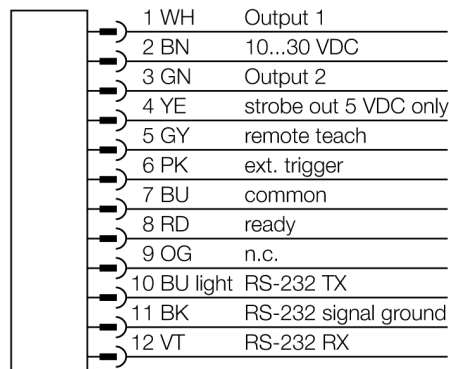 1 WH Output 1
2 BN 10...30 VDC
3 GN Output 2
4 YE strobe out 5 VDC only
5 GY remote teach
6 PK ext. trigger
7 BU common
8 RD ready
9 OG n.c.
10 BU light RS-232 TX
11 BK RS-232 signal ground
12 VT RS-232 RX